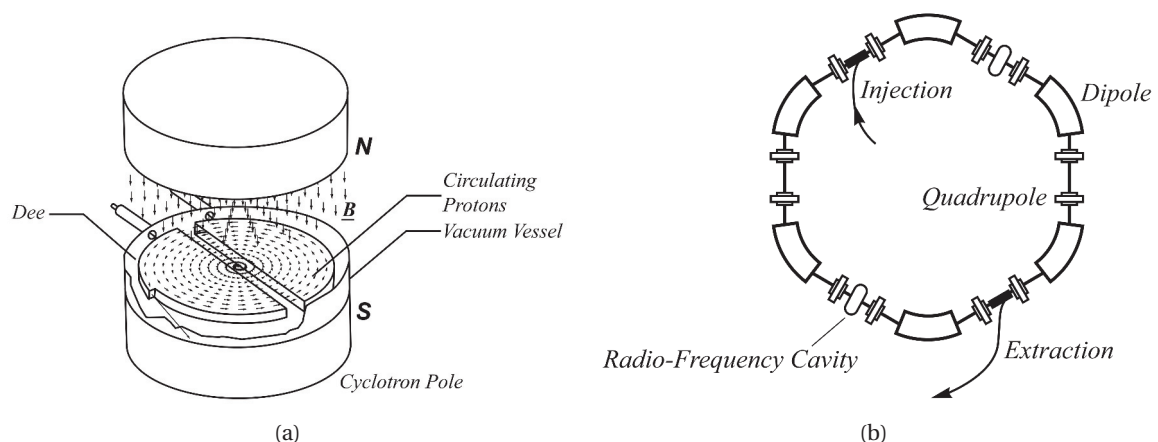 N
Dee
B
Circulating
Protons
Vacuum Vessel
S
Cyclotron Pole
(a)
Injection
Dipole
Quadrupole
Radio-Frequency Cavity
Extraction
(b)